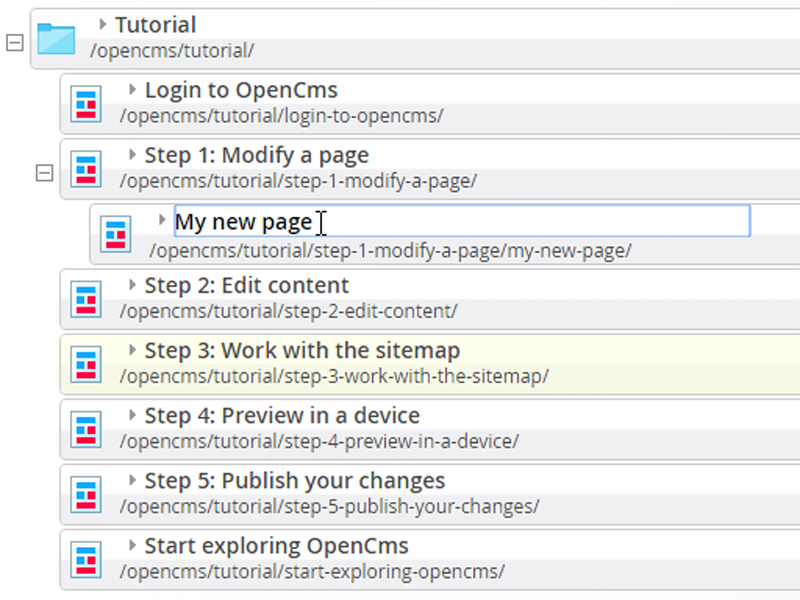 Tutorial
/opencms/tutorial/
Login to OpenCms
/opencms/tutorial/login-to-opencms/
Step 1: Modify a page
/opencms/tutorial/step-1-modify-a-page/
My new page
/opencms/tutorial/step-1-modify-a-page/my-new-page/
Step 2: Edit content
/opencms/tutorial/step-2-edit-content/
Step 3: Work with the sitemap
/opencms/tutorial/step-3-work-with-the-sitemap/
Step 4: Preview in a device
/opencms/tutorial/step-4-preview-in-a-device/
Step 5: Publish your changes
/opencms/tutorial/step-5-publish-your-changes/
Start exploring OpenCms
/opencms/tutorial/start-exploring-opencms/